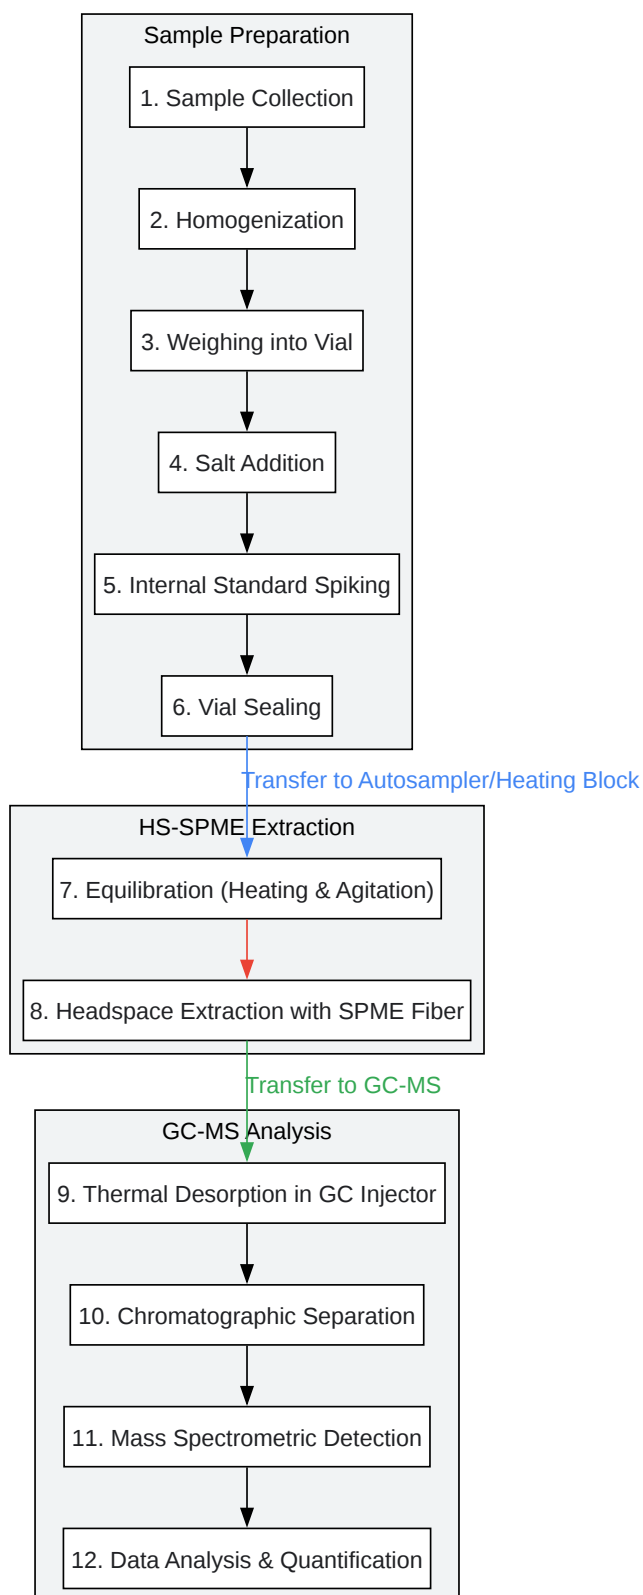 Sample Preparation
1. Sample Collection
2. Homogenization
3. Weighing into Vial
4. Salt Addition
5. Internal Standard Spiking
6. Vial Sealing
Transfer to Autosampler/Heating Block
HS-SPME Extraction
7. Equilibration (Heating & Agitation)
8. Headspace Extraction with SPME Fiber
Transfer to GC-MS
GC-MS Analysis
9. Thermal Desorption in GC Injector
10. Chromatographic Separation
11. Mass Spectrometric Detection
12. Data Analysis & Quantification